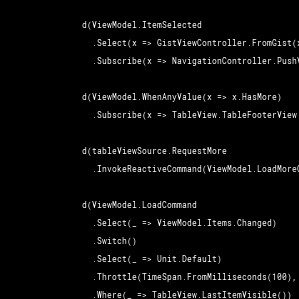 d(ViewModel.ItemSelected
.Select(x => GistViewController.FromGist(
.Subscribe(x => NavigationController.Push
d(ViewModel.WhenAnyValue(x => x.HasMore)
.Subscribe(x => TableView.TableFooterView
d(tableViewSource.RequestMore
.InvokeReactiveCommand(ViewModel.LoadMore
d(ViewModel.LoadCommand
.Select(_ => ViewModel.Items.Changed)
.Switch()
.Select(_ => Unit.Default)
.Throttle(TimeSpan.FromMilliseconds(100),
.Where(_ => TableView.LastItemVisible())